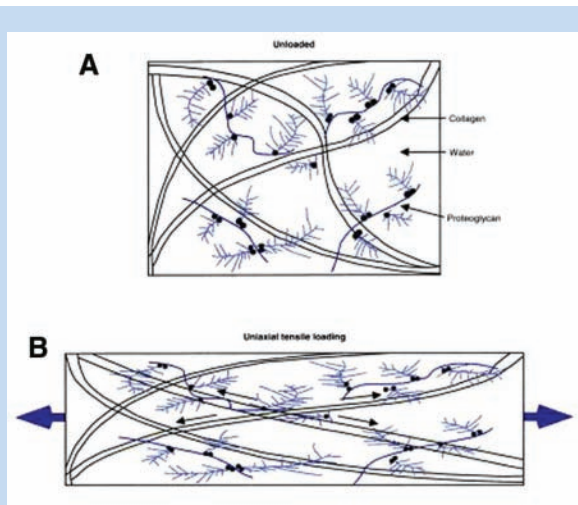 Unloaded
A
Collagen
Water
Proteoglycan
Uniaxial tensile loading
B